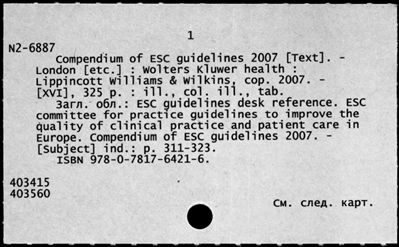 1
N2-6887
Compendium of ESC guidelines 2007 [Text]. -
London [etc.] : Wolters Kluwer health :
Lippincott Williams & Wilkins, cop. 2007. -
[XVI], 325 p. : ill., col. ill., tab.
Загл. обл.: ESC guidelines desk reference. ESC
committee for practice guidelines to improve the
quality of clinical practice and patient care in
Europe. Compendium of ESC guidelines 2007. -
[Subject] ind.: p. 311-323.
ISBN 978-0-7817-6421-6.
403415
403560
См. след. карт.